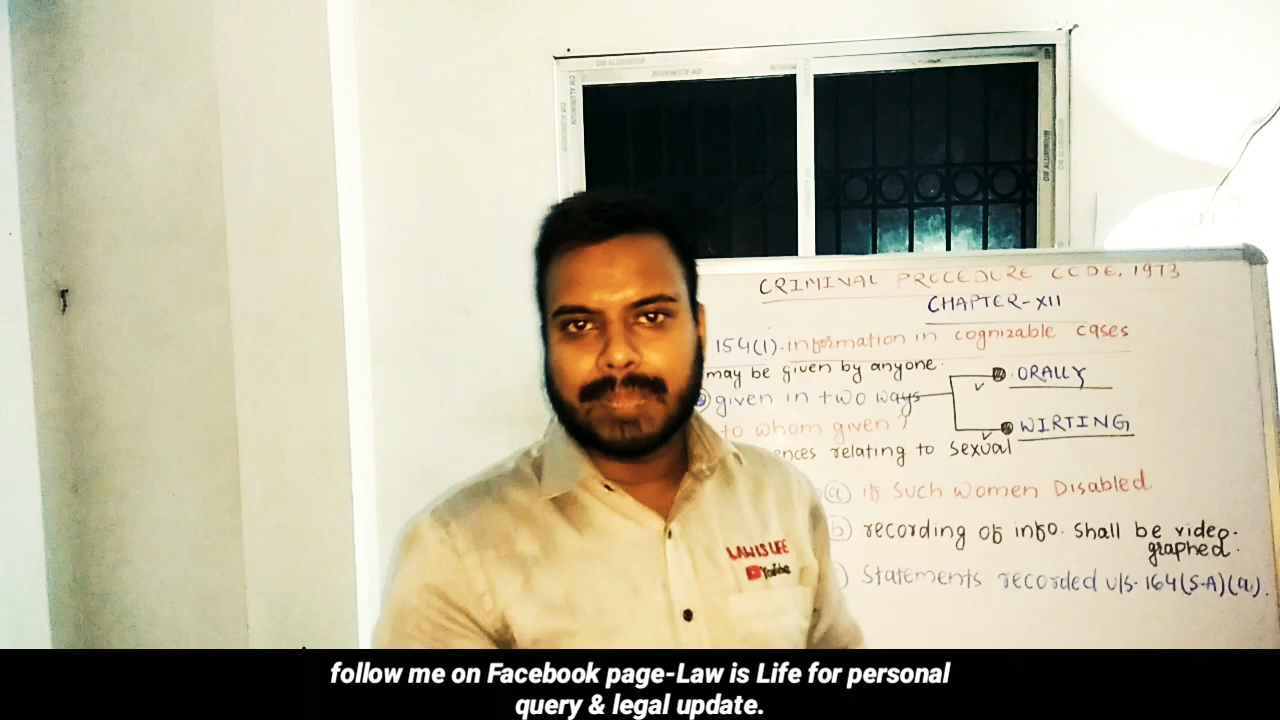 CRIMINAL PROCEDURE CODE, 1973
CHAPTER-XII
154(1). information in cognizable cases
may be given by anyone.
given in two ways
ORALLY
WIRTING
to whom given ?
ences relating to sexual
(a) if such women Disabled
b) recording of info. shall be video-
graphed.
) Statements recorded u/s-164(5-A)(a).
LAW IS LIFE
YouTube
follow me on Facebook page-Law is Life for personal
query & legal update.